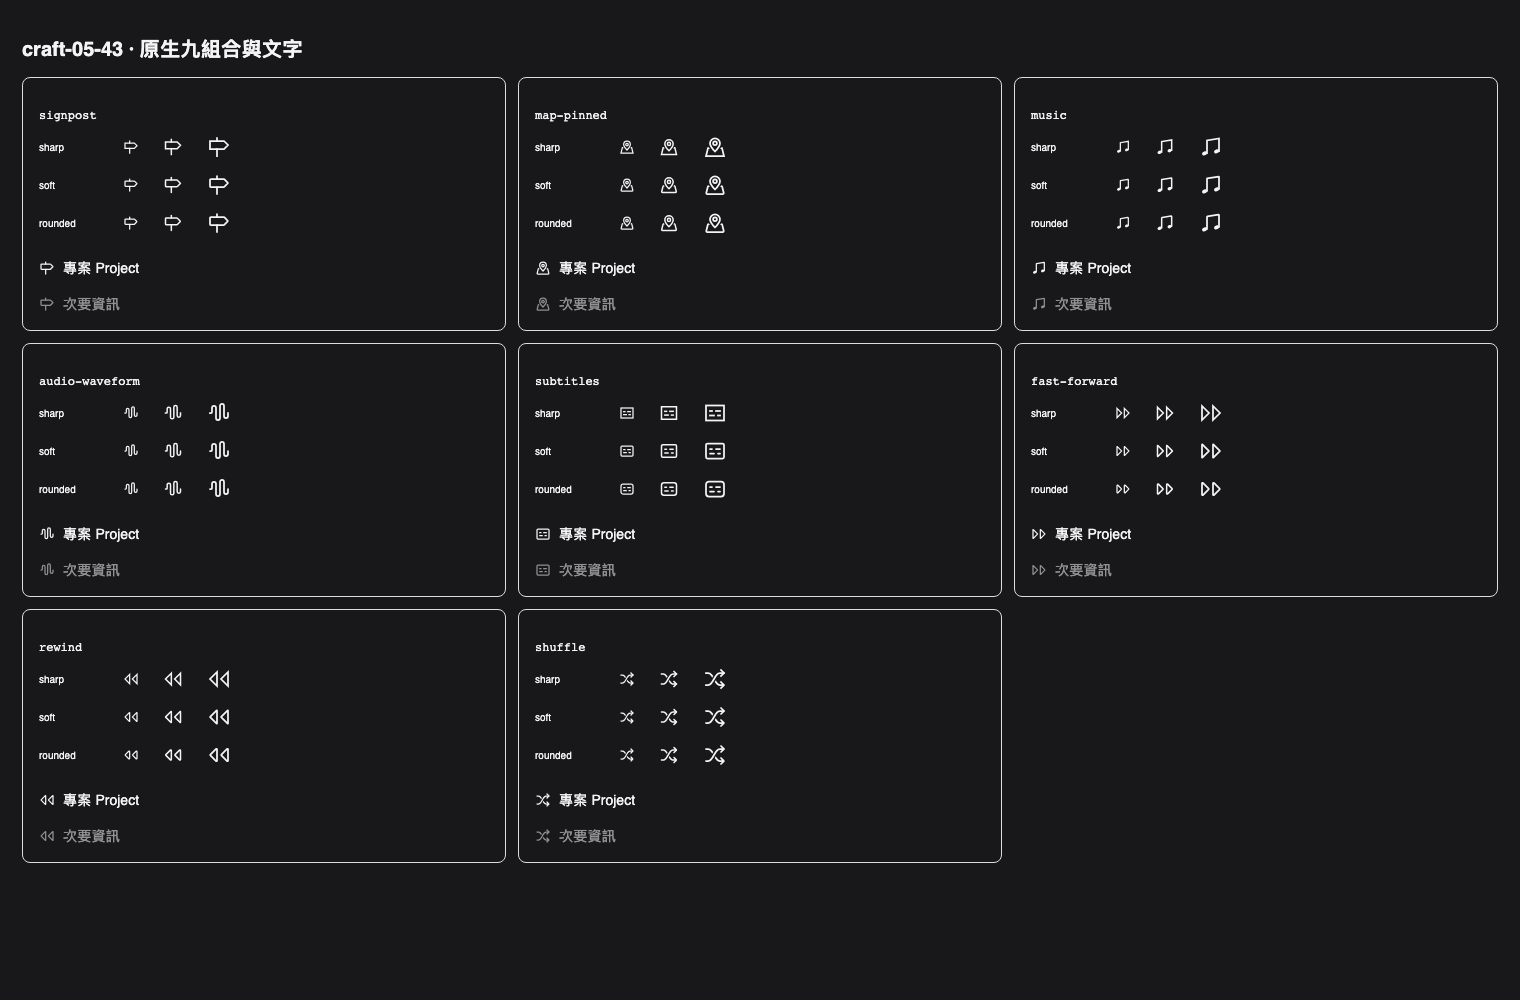 craft-05-43 · 原生九組合與文字
signpost
sharp
soft
rounded
專案 Project
次要資訊
map-pinned
sharp
soft
rounded
專案 Project
次要資訊
music
sharp
soft
rounded
專案 Project
次要資訊
audio-waveform
sharp
soft
rounded
專案 Project
次要資訊
subtitles
sharp
soft
rounded
專案 Project
次要資訊
fast-forward
sharp
soft
rounded
專案 Project
次要資訊
rewind
sharp
soft
rounded
專案 Project
次要資訊
shuffle
sharp
soft
rounded
專案 Project
次要資訊